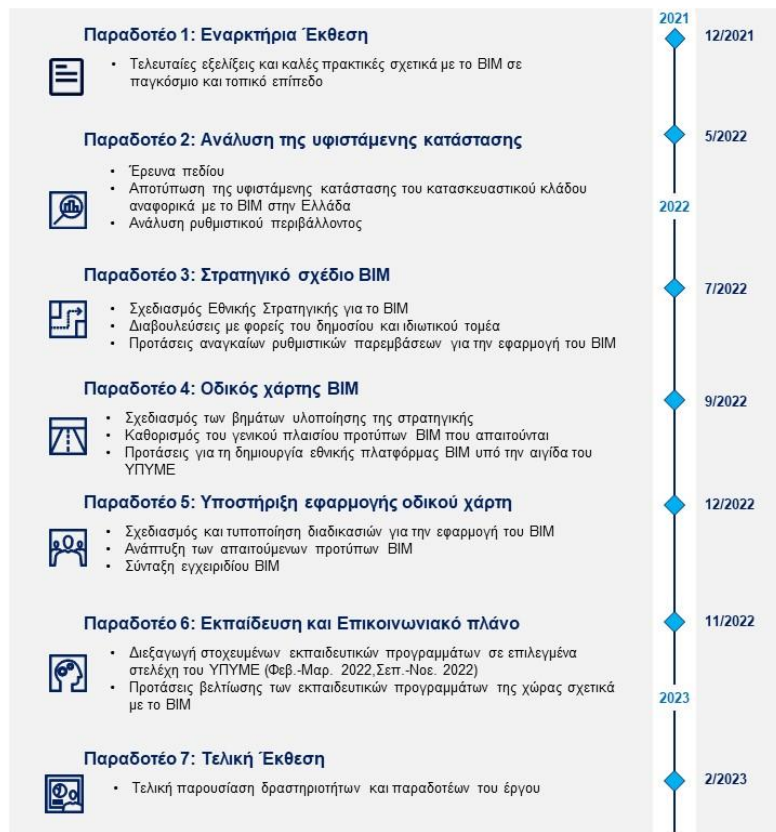 2021
Παραδοτέο 1: Εναρκτήρια Έκθεση
12/2021
• Τελευταίες εξελίξεις και καλές πρακτικές σχετικά με το BIM σε
παγκόσμιο και τοπικό επίπεδο
Παραδοτέο 2: Ανάλυση της υφιστάμενης κατάστασης
5/2022
• Έρευνα πεδίου
• Αποτύπωση της υφιστάμενης κατάστασης του κατασκευαστικού κλάδου
αναφορικά με το BIM στην Ελλάδα
• Ανάλυση ρυθμιστικού περιβάλλοντος
2022
Παραδοτέο 3: Στρατηγικό σχέδιο BIM
7/2022
• Σχεδιασμός Εθνικής Στρατηγικής για το BIM
• Διαβουλεύσεις με φορείς του δημοσίου και ιδιωτικού τομέα
• Προτάσεις αναγκαίων ρυθμιστικών παρεμβάσεων για την εφαρμογή του BIM
Παραδοτέο 4: Οδικός χάρτης BIM
9/2022
• Σχεδιασμός των βημάτων υλοποίησης της στρατηγικής
• Καθορισμός του γενικού πλαισίου προτύπων BIM που απαιτούνται
• Προτάσεις για τη δημιουργία εθνικής πλατφόρμας BIM υπό την αιγίδα του
ΥΠΥΜΕ
Παραδοτέο 5: Υποστήριξη εφαρμογής οδικού χάρτη
12/2022
• Σχεδιασμός και τυποποίηση διαδικασιών για την εφαρμογή του BIM
• Ανάπτυξη των απαιτούμενων προτύπων BIM
• Σύνταξη εγχειριδίου BIM
Παραδοτέο 6: Εκπαίδευση και Επικοινωνιακό πλάνο
11/2022
• Διεξαγωγή στοχευμένων εκπαιδευτικών προγραμμάτων σε επιλεγμένα
στελέχη του ΥΠΥΜΕ (Φεβ.-Μαρ. 2022,Σεπ.-Νοε. 2022)
• Προτάσεις βελτίωσης των εκπαιδευτικών προγραμμάτων της χώρας σχετικά
με το BIM
2023
Παραδοτέο 7: Τελική Έκθεση
2/2023
• Τελική παρουσίαση δραστηριοτήτων και παραδοτέων του έργου